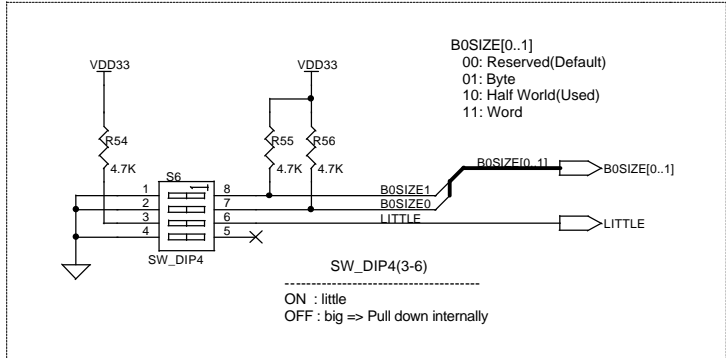 B0SIZE[0..1]
00: Reserved(Default)
01: Byte
10: Half World(Used)
11: Word
VDD33
VDD33
R54
4.7K
R55
4.7K
R56
4.7K
S6
1
1
2
3
4
8
7
6
5
SW_DIP4
B0SIZE1
B0SIZE0
LITTLE
B0SIZE[0..1]
B0SIZE[0..1]
LITTLE
SW_DIP4(3-6)
------------------------------------
ON : little
OFF : big => Pull down internally